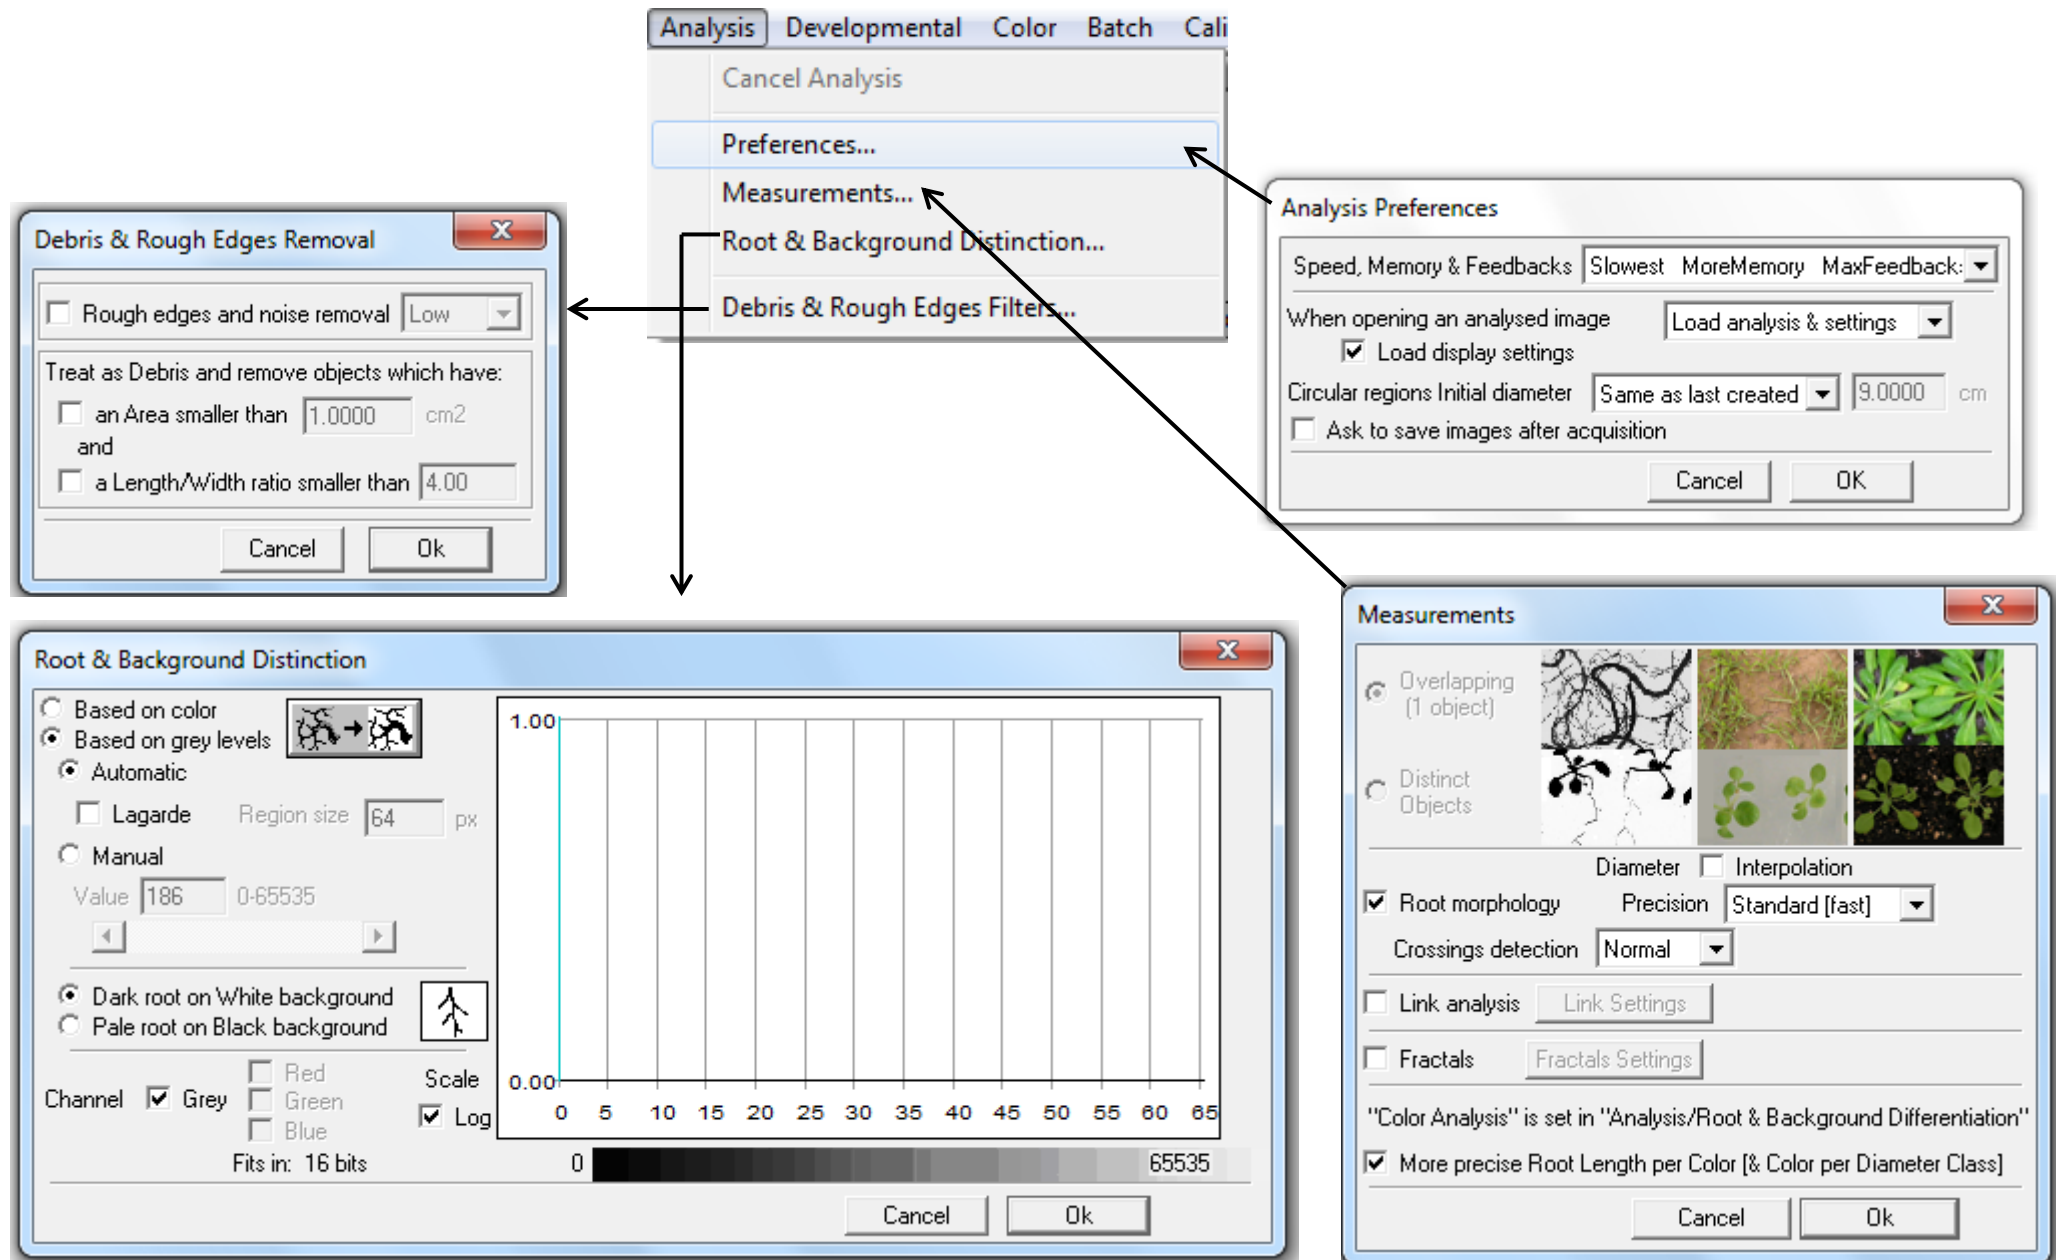 Analysis Developmental Color Batch Cali
Cancel Analysis
Preferences...
Measurements...
Root & Background Distinction...
Debris & Rough Edges Filters...
Debris & Rough Edges Removal
Rough edges and noise removal Low
Treat as Debris and remove objects which have:
an Area smaller than 1.0000 cm2
and
a Length/Width ratio smaller than 4.00
Cancel Ok
Analysis Preferences
Speed, Memory & Feedbacks Slowest MoreMemory MaxFeedback
When opening an analysed image Load analysis & settings
Load display settings
Circular regions Initial diameter Same as last created 9.0000 cm
Ask to save images after acquisition
Cancel OK
Root & Background Distinction
Based on color
Based on grey levels
Automatic
Lagarde Region size 64 px
Manual
Value 186 0-65535
Dark root on White background
Pale root on Black background
Channel Grey
Red
Green
Blue
Scale
Log
Fits in: 16 bits
1.00
0.00
0 5 10 15 20 25 30 35 40 45 50 55 60 65
0 65535
Cancel Ok
Measurements
Overlapping
(1 object)
Distinct
Objects
Diameter Interpolation
Root morphology Precision Standard [fast]
Crossings detection Normal
Link analysis Link Settings
Fractals Fractals Settings
"Color Analysis" is set in "Analysis/Root & Background Differentiation"
More precise Root Length per Color [& Color per Diameter Class]
Cancel Ok